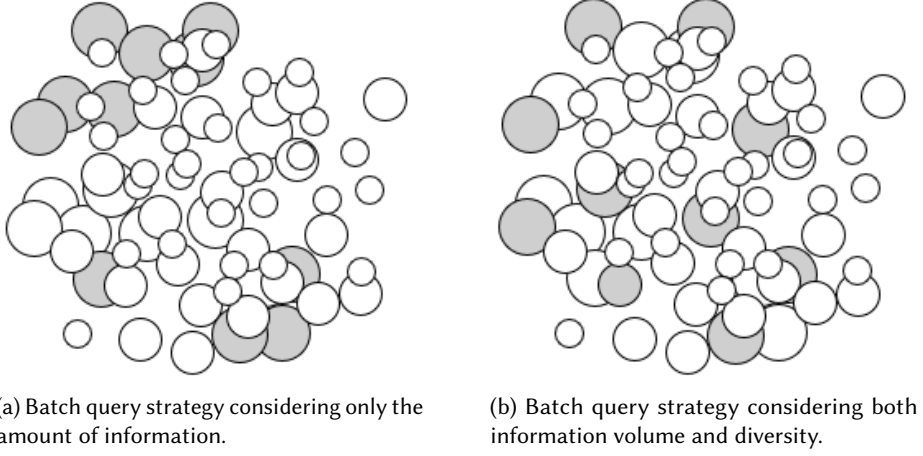 (a) Batch query strategy considering only the
amount of information.
(b) Batch query strategy considering both
information volume and diversity.